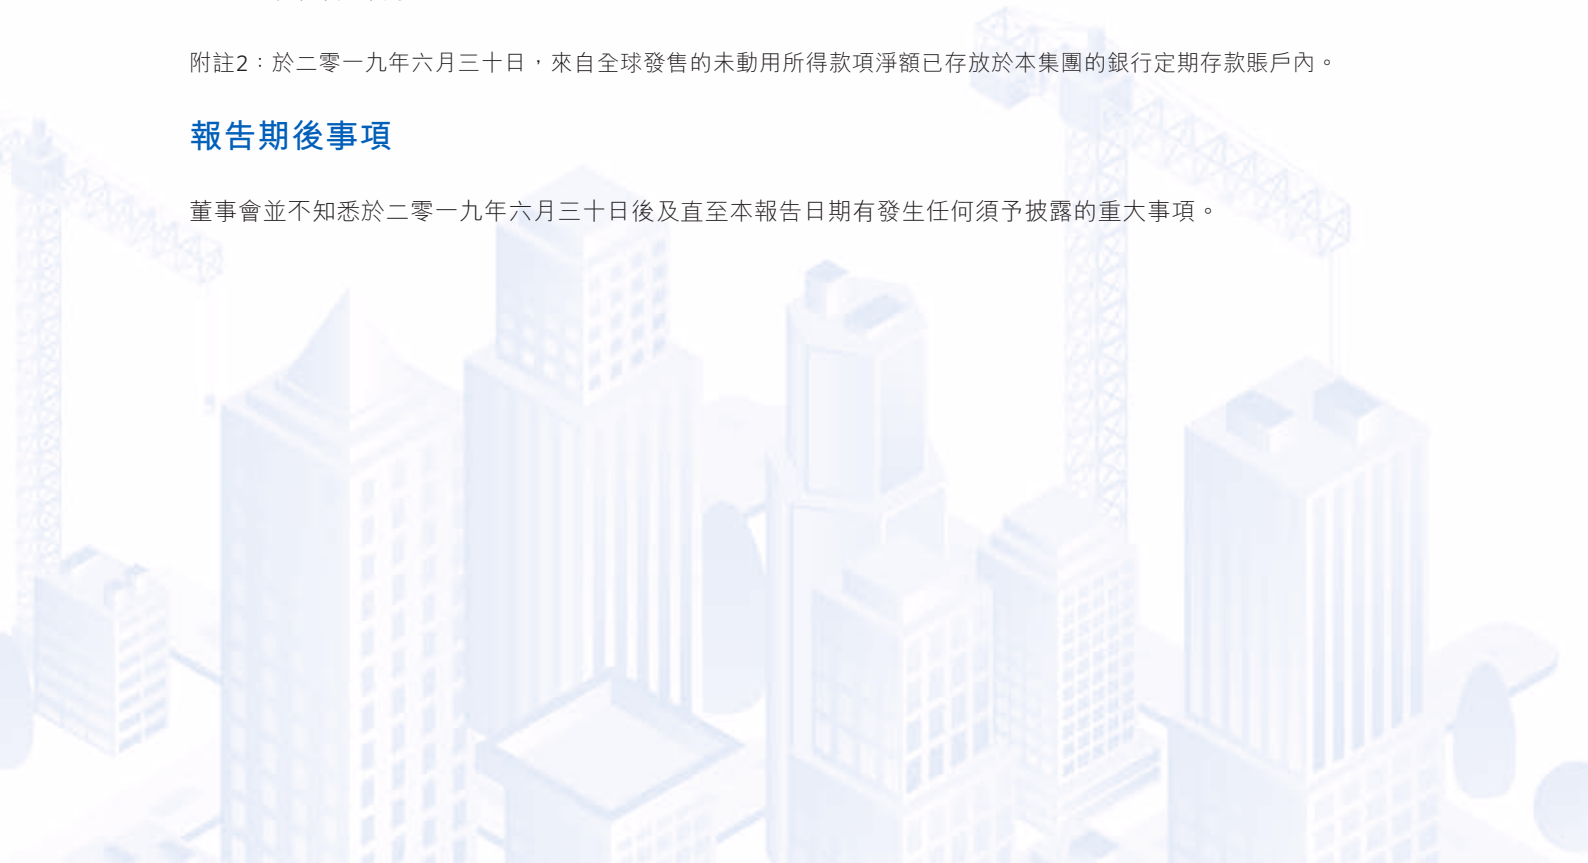 附註2：於二零一九年六月三十日，來自全球發售的未動用所得款項淨額已存放於本集團的銀行定期存款賬戶內。
報告期後事項
董事會並不知悉於二零一九年六月三十日後及直至本報告日期有發生任何須予披露的重大事項。